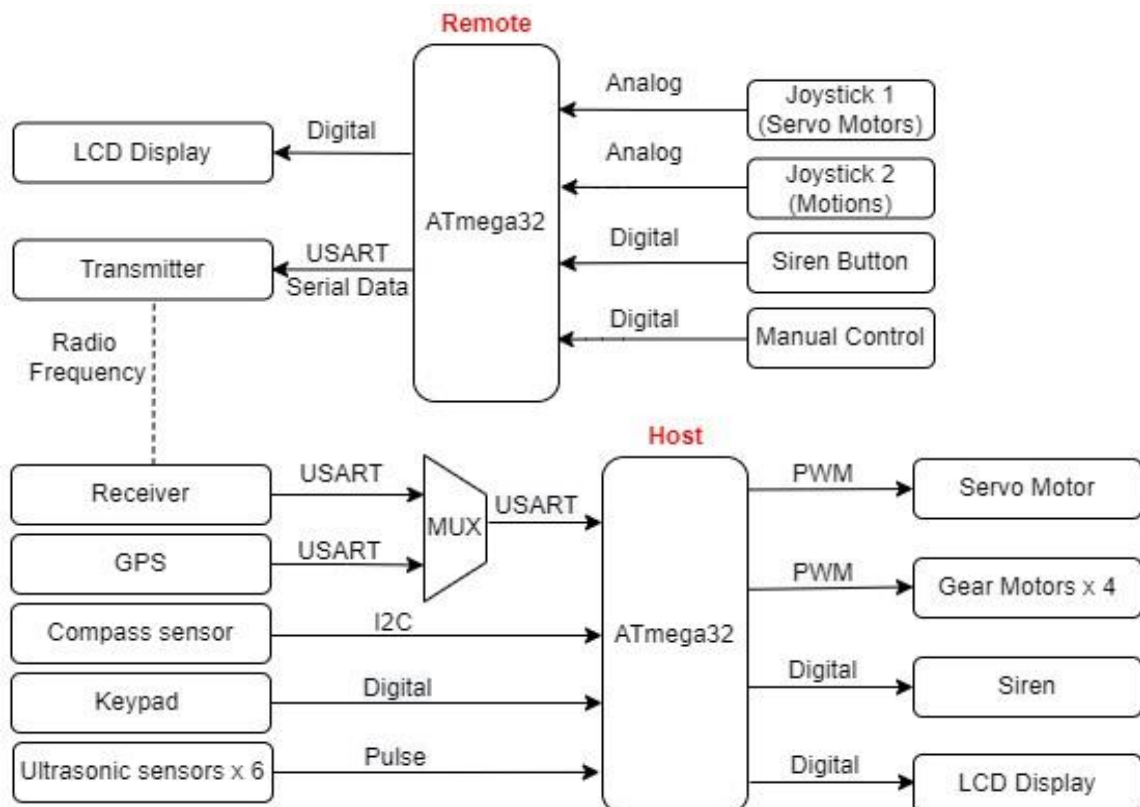 Remote
Analog
Joystick 1
(Servo Motors)
Digital
LCD Display
Analog
Joystick 2
(Motions)
ATmega32
Digital
Siren Button
USART
Transmitter
Serial Data
Digital
Manual Control
Radio
Frequency
Host
Receiver
USART
MUX
USART
PWM
Servo Motor
GPS
USART
PWM
Gear Motors x 4
Compass sensor
I2C
ATmega32
Keypad
Digital
Digital
Siren
Ultrasonic sensors x 6
Pulse
Digital
LCD Display